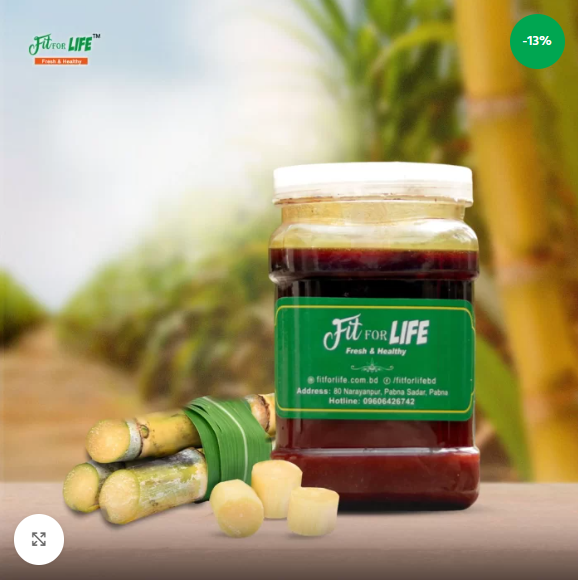 Fit FOR LIFE™
Fresh & Healthy
-13%
Fit FOR LIFE
Fresh & Healthy
fitforlife.com.bd /fitforlifebd
Address: 80 Narayanpur, Pabna Sadar, Pabna
Hotline: 09606426742